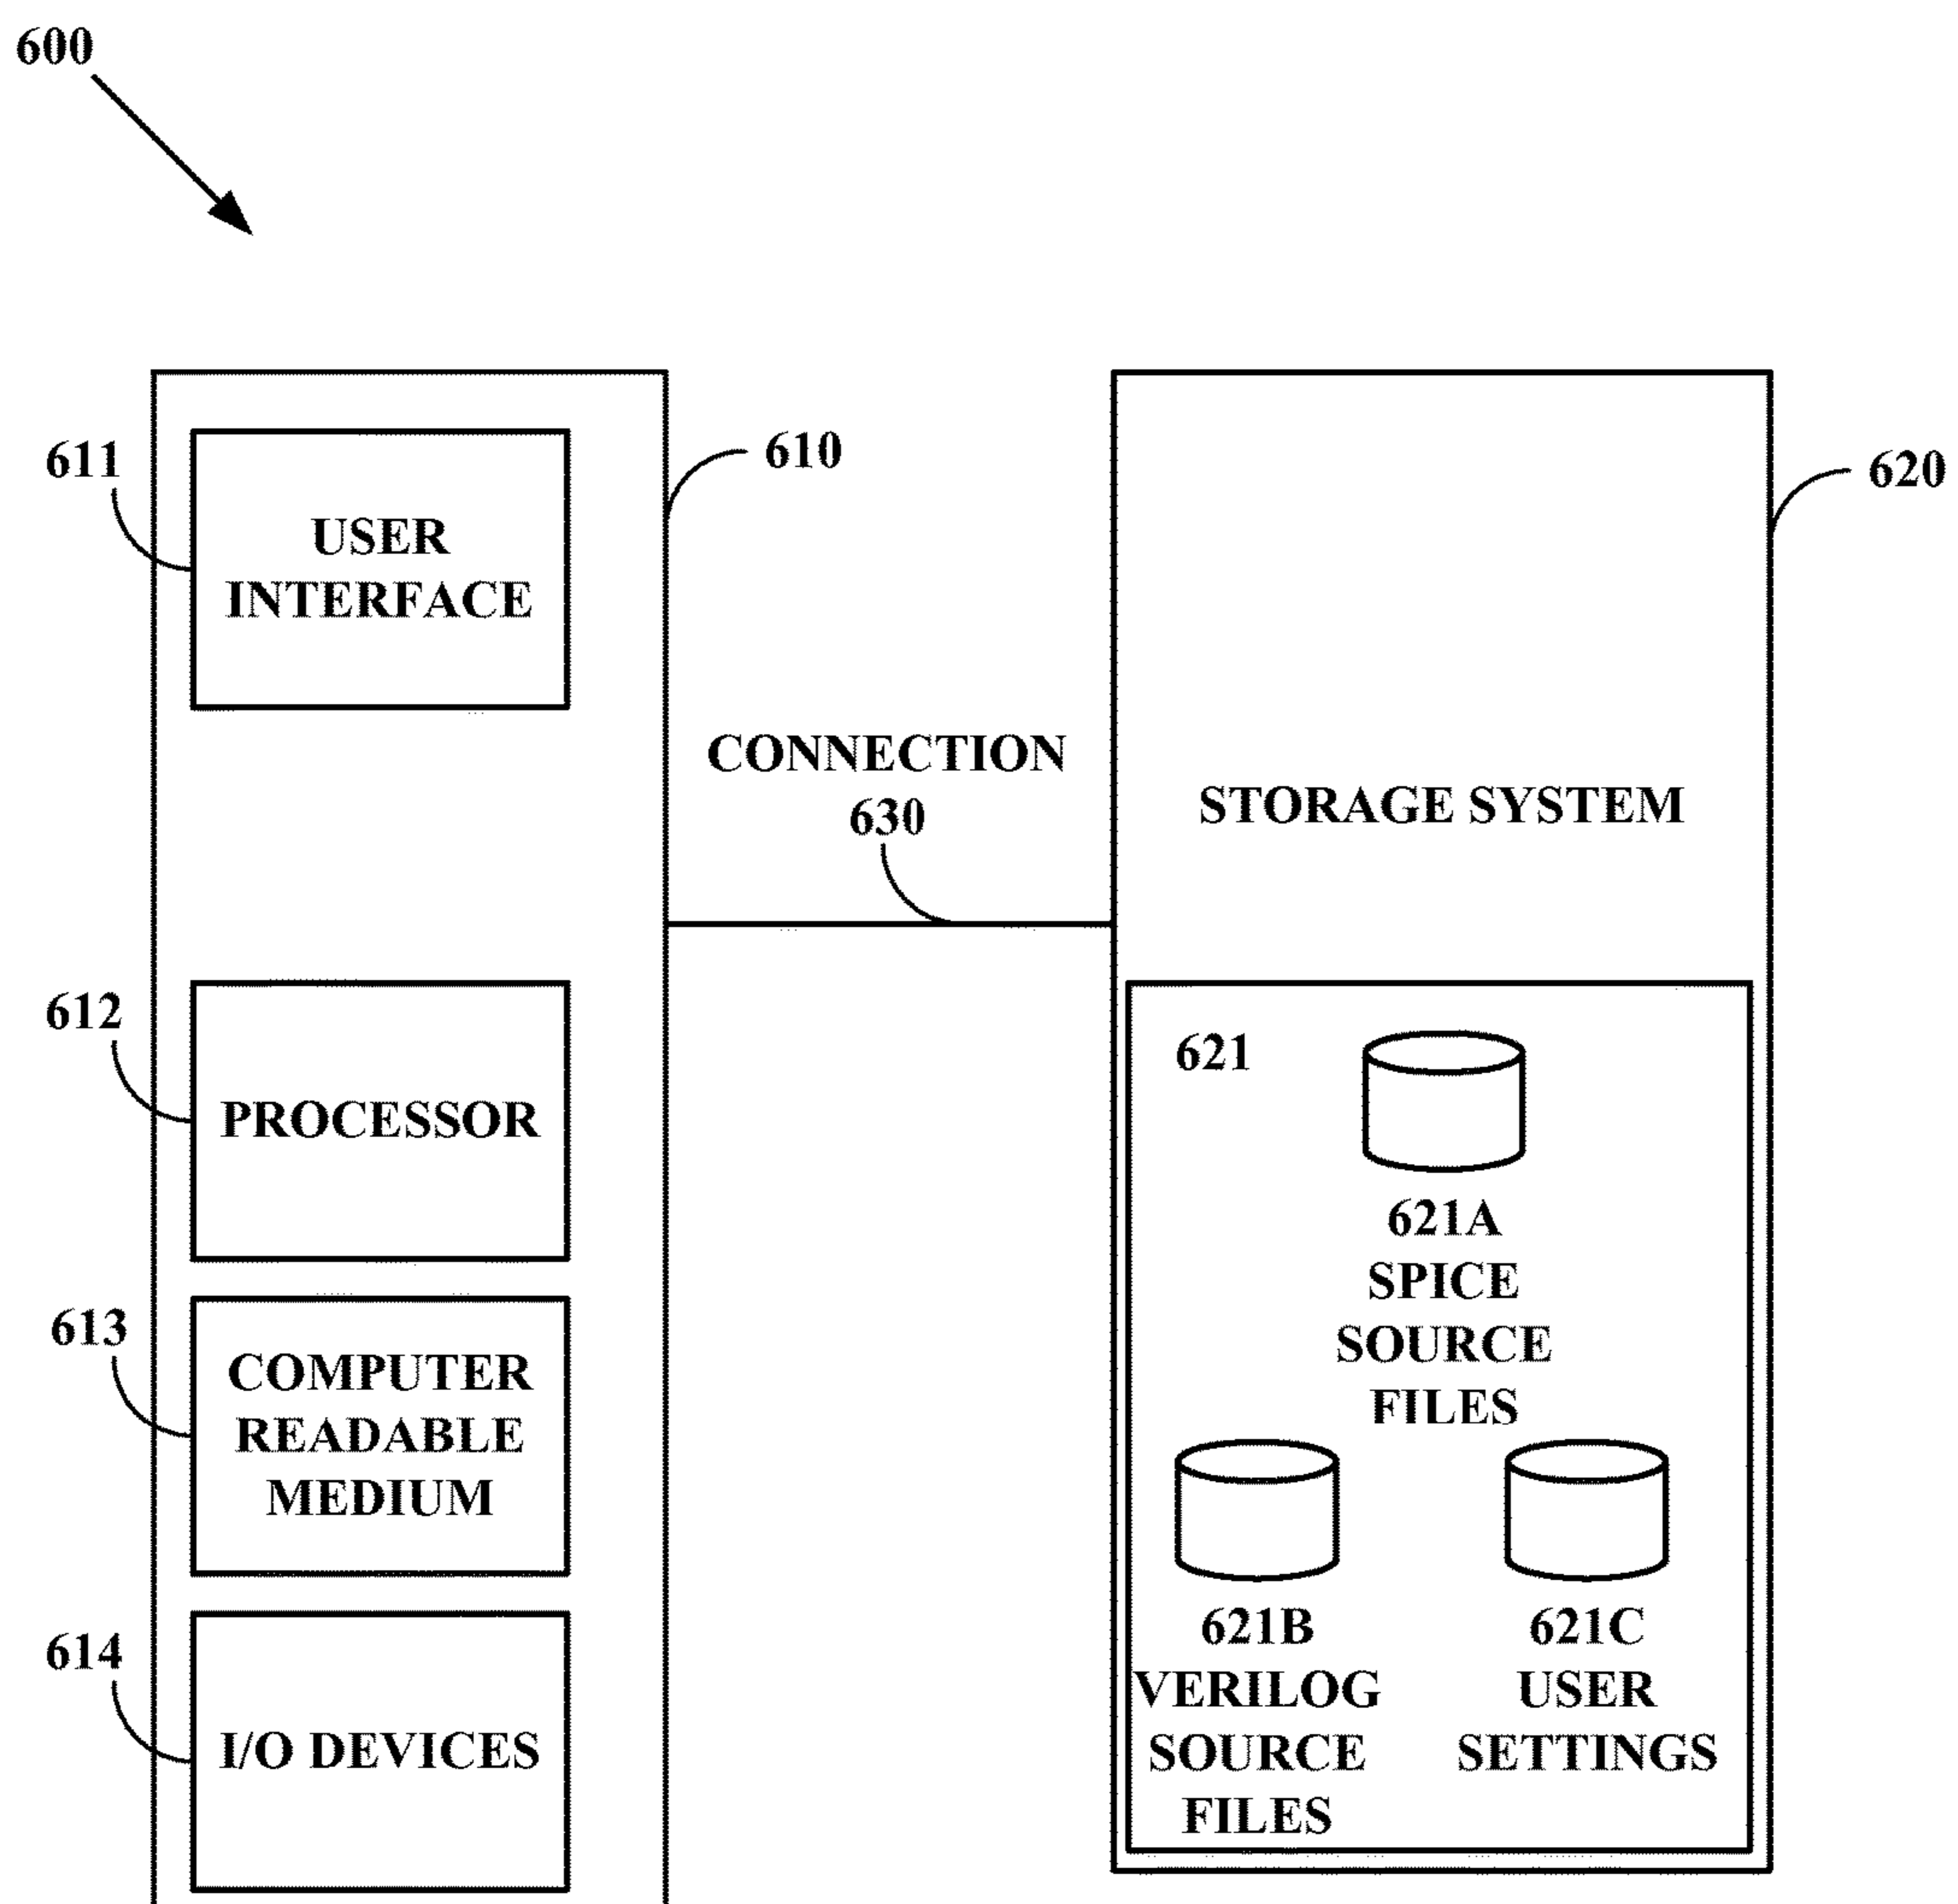 600
610
620
611
USER
INTERFACE
CONNECTION
630
STORAGE SYSTEM
612
PROCESSOR
613
COMPUTER
READABLE
MEDIUM
614
I/O DEVICES
621
621A
SPICE
SOURCE
FILES
621B
VERILOG
SOURCE
FILES
621C
USER
SETTINGS